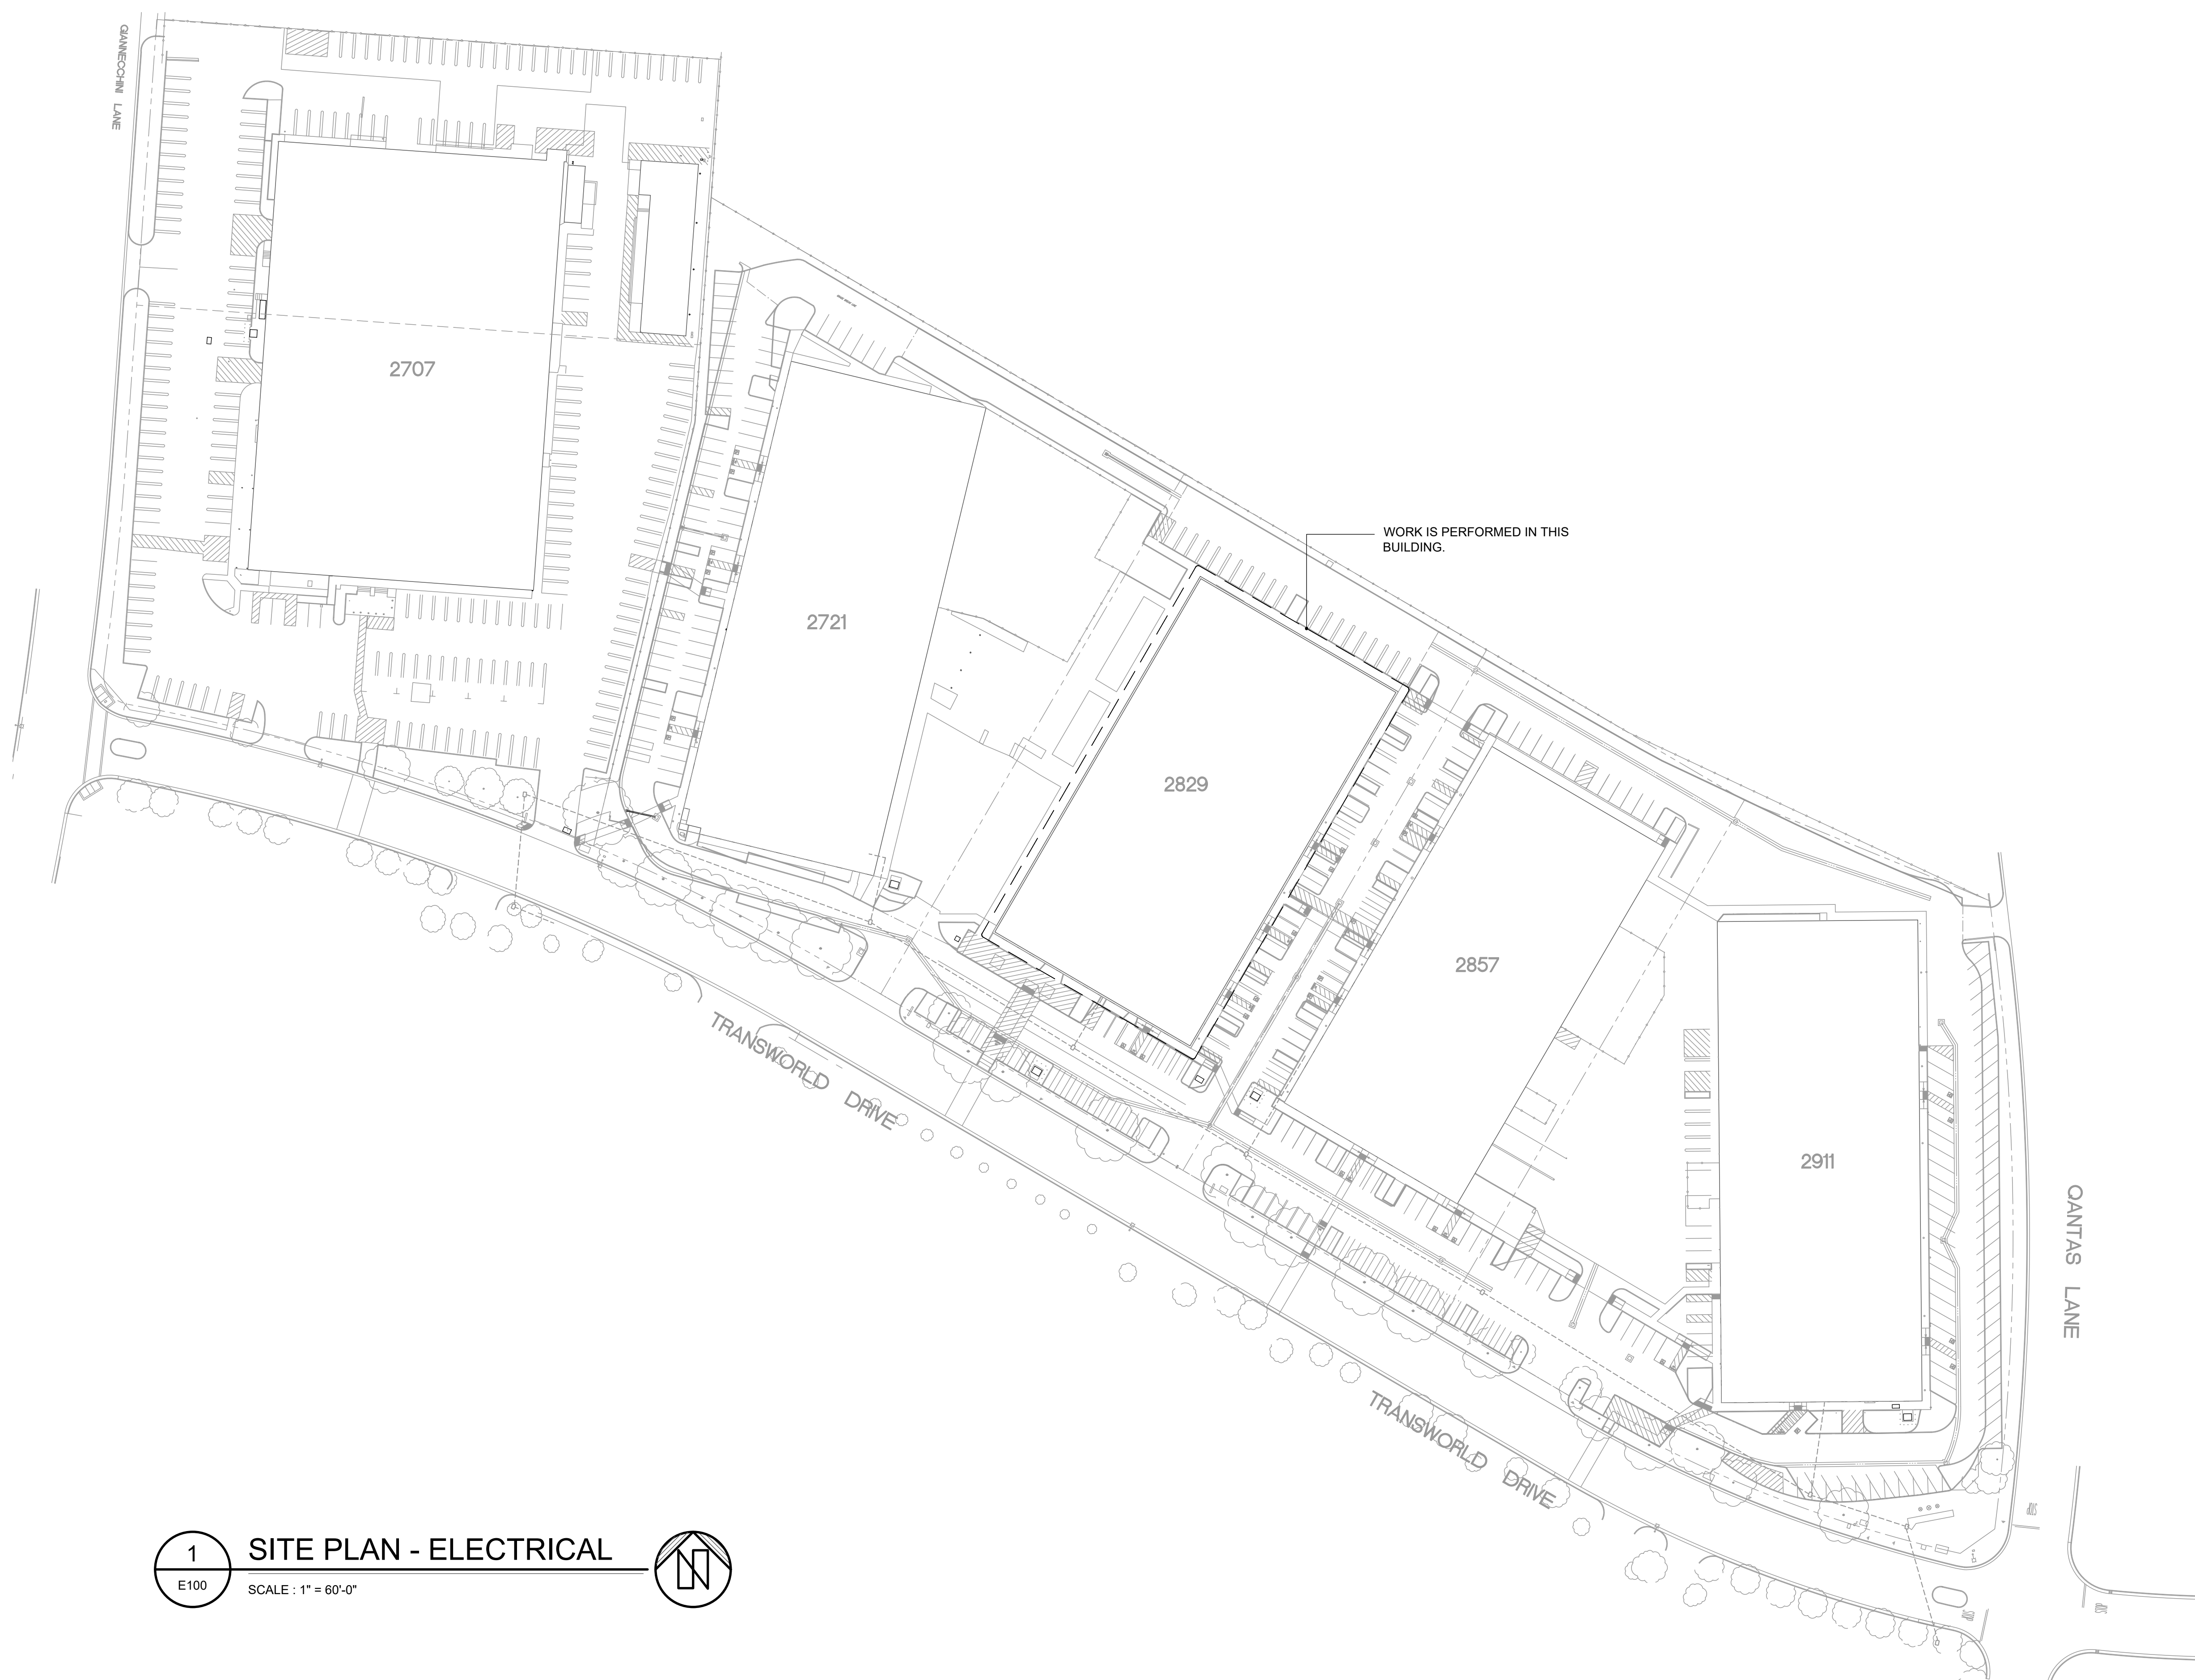 GIANNECCHINI LANE
2707
WORK IS PERFORMED IN THIS
BUILDING.
2721
2829
2857
2911
TRANSWORLD DRIVE
QANTAS LANE
TRANSWORLD DRIVE
1
E100
SITE PLAN - ELECTRICAL
SCALE : 1" = 60'-0"
N